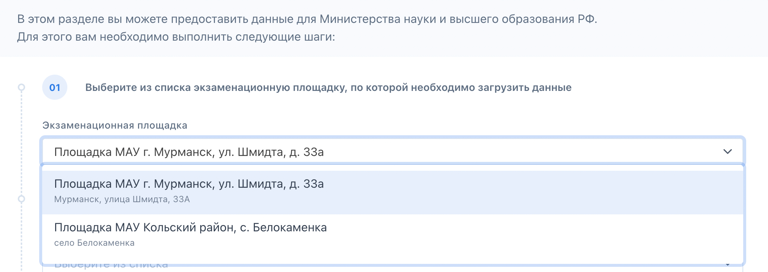 В этом разделе вы можете предоставить данные для Министерства науки и высшего образования РФ.
Для этого вам необходимо выполнить следующие шаги:
01 Выберите из списка экзаменационную площадку, по которой необходимо загрузить данные
Экзаменационная площадка
Площадка МАУ г. Мурманск, ул. Шмидта, д. 33а
Площадка МАУ г. Мурманск, ул. Шмидта, д. 33а
Мурманск, улица Шмидта, 33А
Площадка МАУ Кольский район, с. Белокаменка
село Белокаменка
Выберите из списка